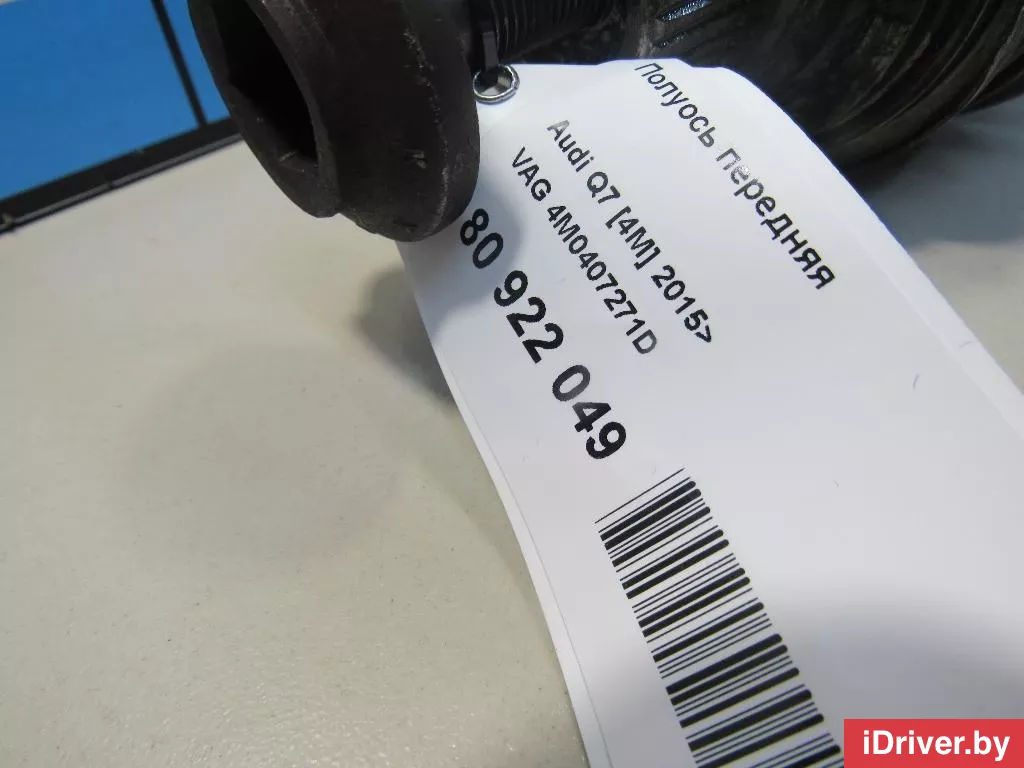 Полуось передняя
Audi Q7 [4M] 2015>
VAG 4M0407271D
80 922 049
iDriver.by